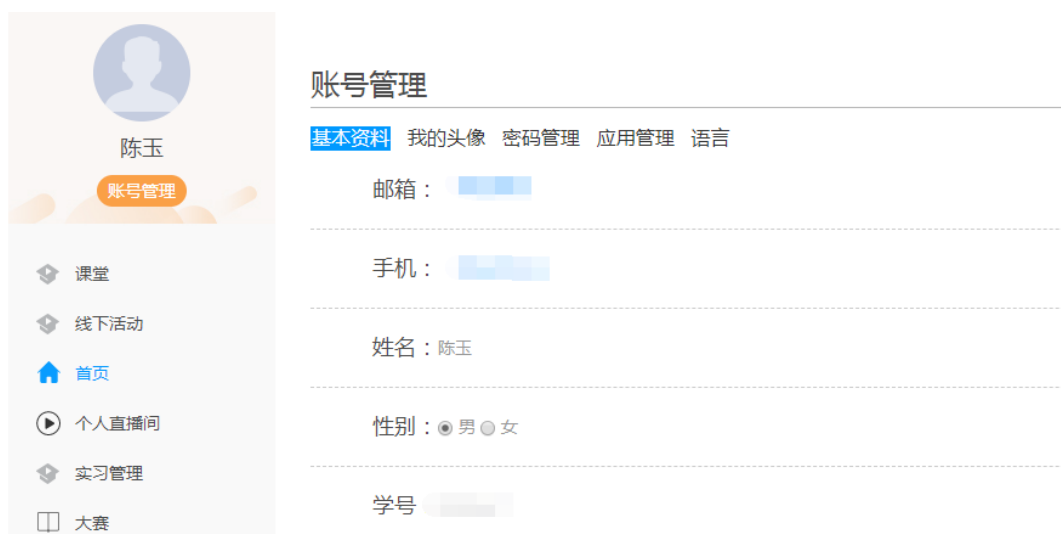 陈玉
账号管理
课堂
线下活动
首页
个人直播间
实习管理
大赛
账号管理
基本资料 我的头像 密码管理 应用管理 语言
邮箱：
手机：
姓名：陈玉
性别：男 女
学号